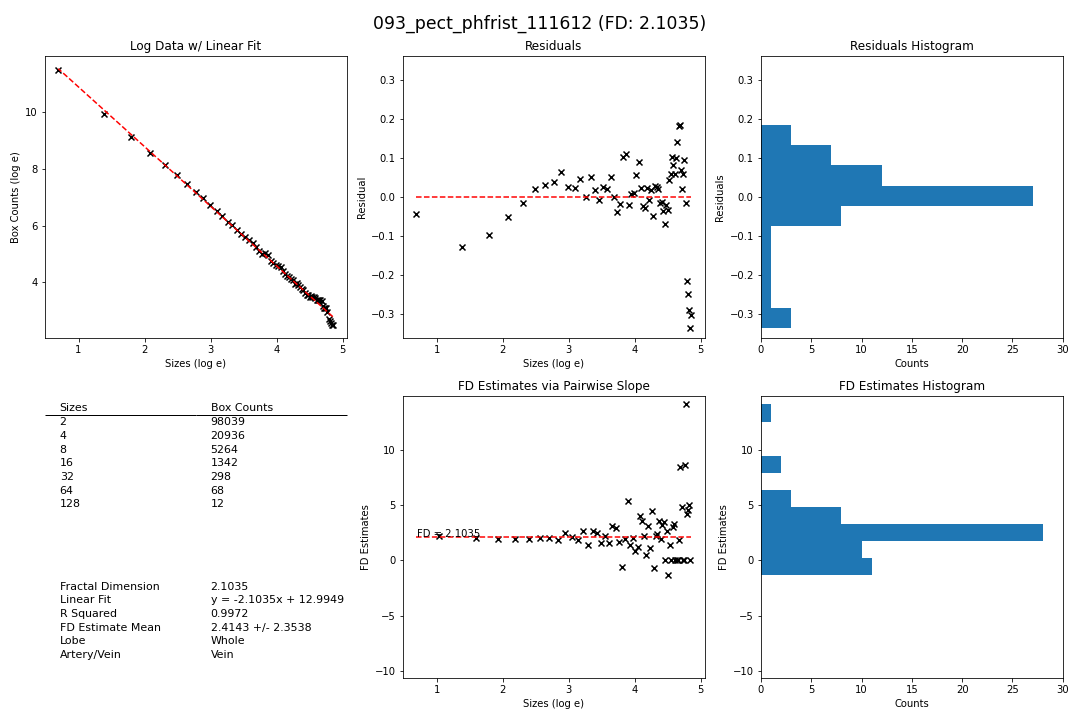 093_pect_phfrist_111612 (FD: 2.1035)
Log Data w/ Linear Fit
Residuals
Residuals Histogram
10
8
6
4
Box Counts (log e)
1 2 3 4 5
Sizes (log e)
0.3
0.2
0.1
0.0
−0.1
−0.2
−0.3
Residual
1 2 3 4 5
Sizes (log e)
0.3
0.2
0.1
0.0
−0.1
−0.2
−0.3
Residuals
0 5 10 15 20 25 30
Counts
Sizes Box Counts
2 98039
4 20936
8 5264
16 1342
32 298
64 68
128 12
Fractal Dimension 2.1035
Linear Fit y = -2.1035x + 12.9949
R Squared 0.9972
FD Estimate Mean 2.4143 +/- 2.3538
Lobe Whole
Artery/Vein Vein
FD Estimates via Pairwise Slope
10
5
0
−5
−10
FD Estimates
FD = 2.1035
1 2 3 4 5
Sizes (log e)
FD Estimates Histogram
10
5
0
−5
−10
FD Estimates
0 5 10 15 20 25 30
Counts